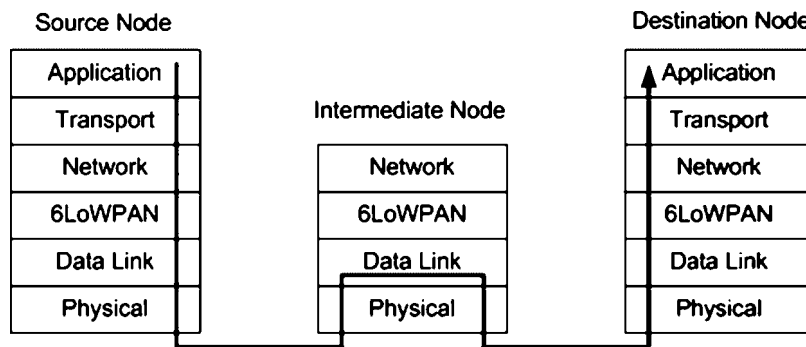 Source Node
Application
Transport
Network
6LoWPAN
Data Link
Physical
Intermediate Node
Network
6LoWPAN
Data Link
Physical
Destination Node
Application
Transport
Network
6LoWPAN
Data Link
Physical